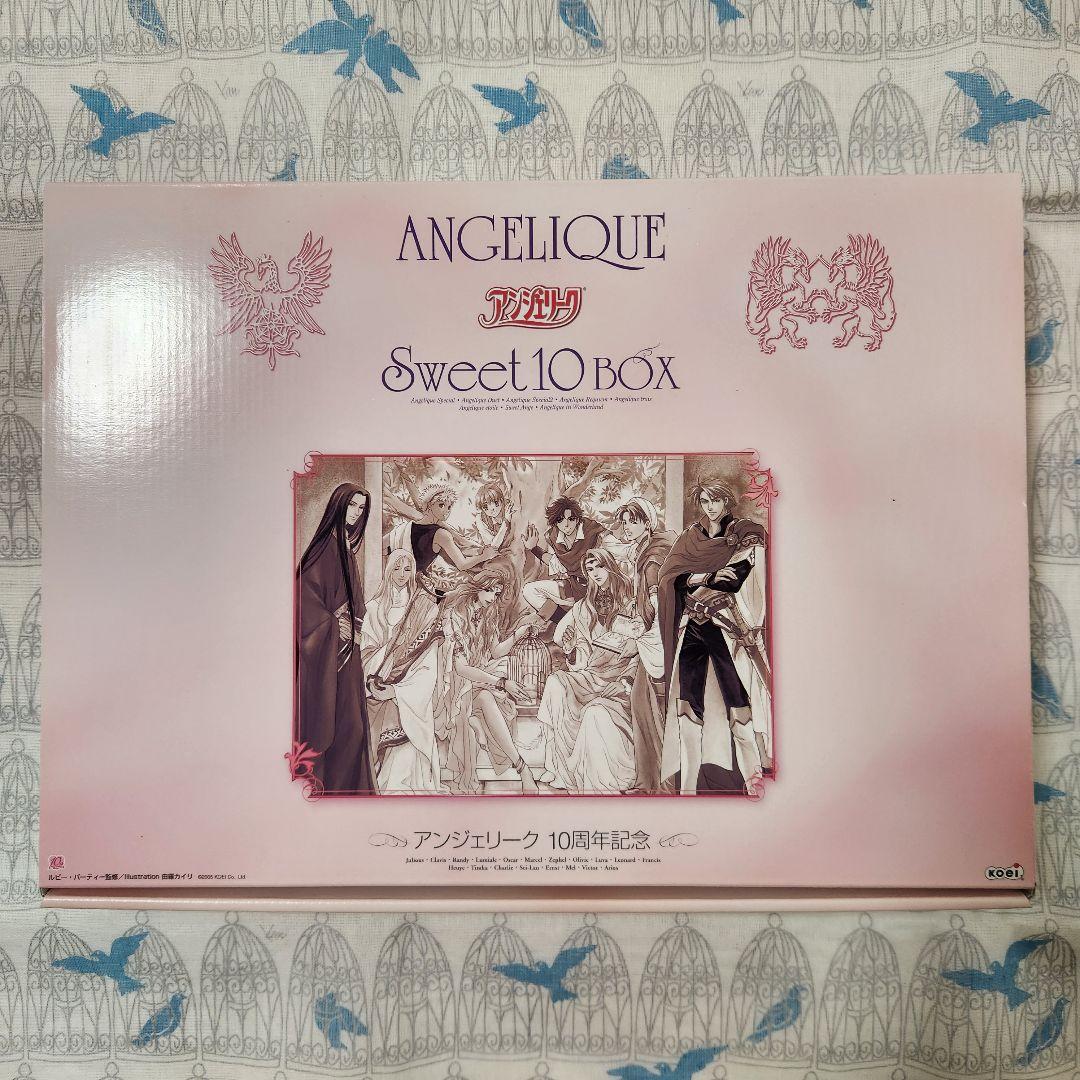 ANGELIQUE
アンジェリーク
Sweet 10 BOX
Angelique Special • Angelique Duet • Angelique Special2 • Angelique Requiem • Angelique trois
Angelique etoile • Sweet Ange • Angelique in Wonderland
アンジェリーク 10周年記念
Julious・Clavis・Randy・Lumiale・Oscar・Marcel・Zephel・Olivie・Luva・Leonard・Francis
Heuye・Timka・Charlie・Sei-Lan・Ernst・Mel・Victor・Arios
ルビー・パーティー監修／Illustration 由羅カイリ ©2005 KOEI Co., Ltd.
KOEI